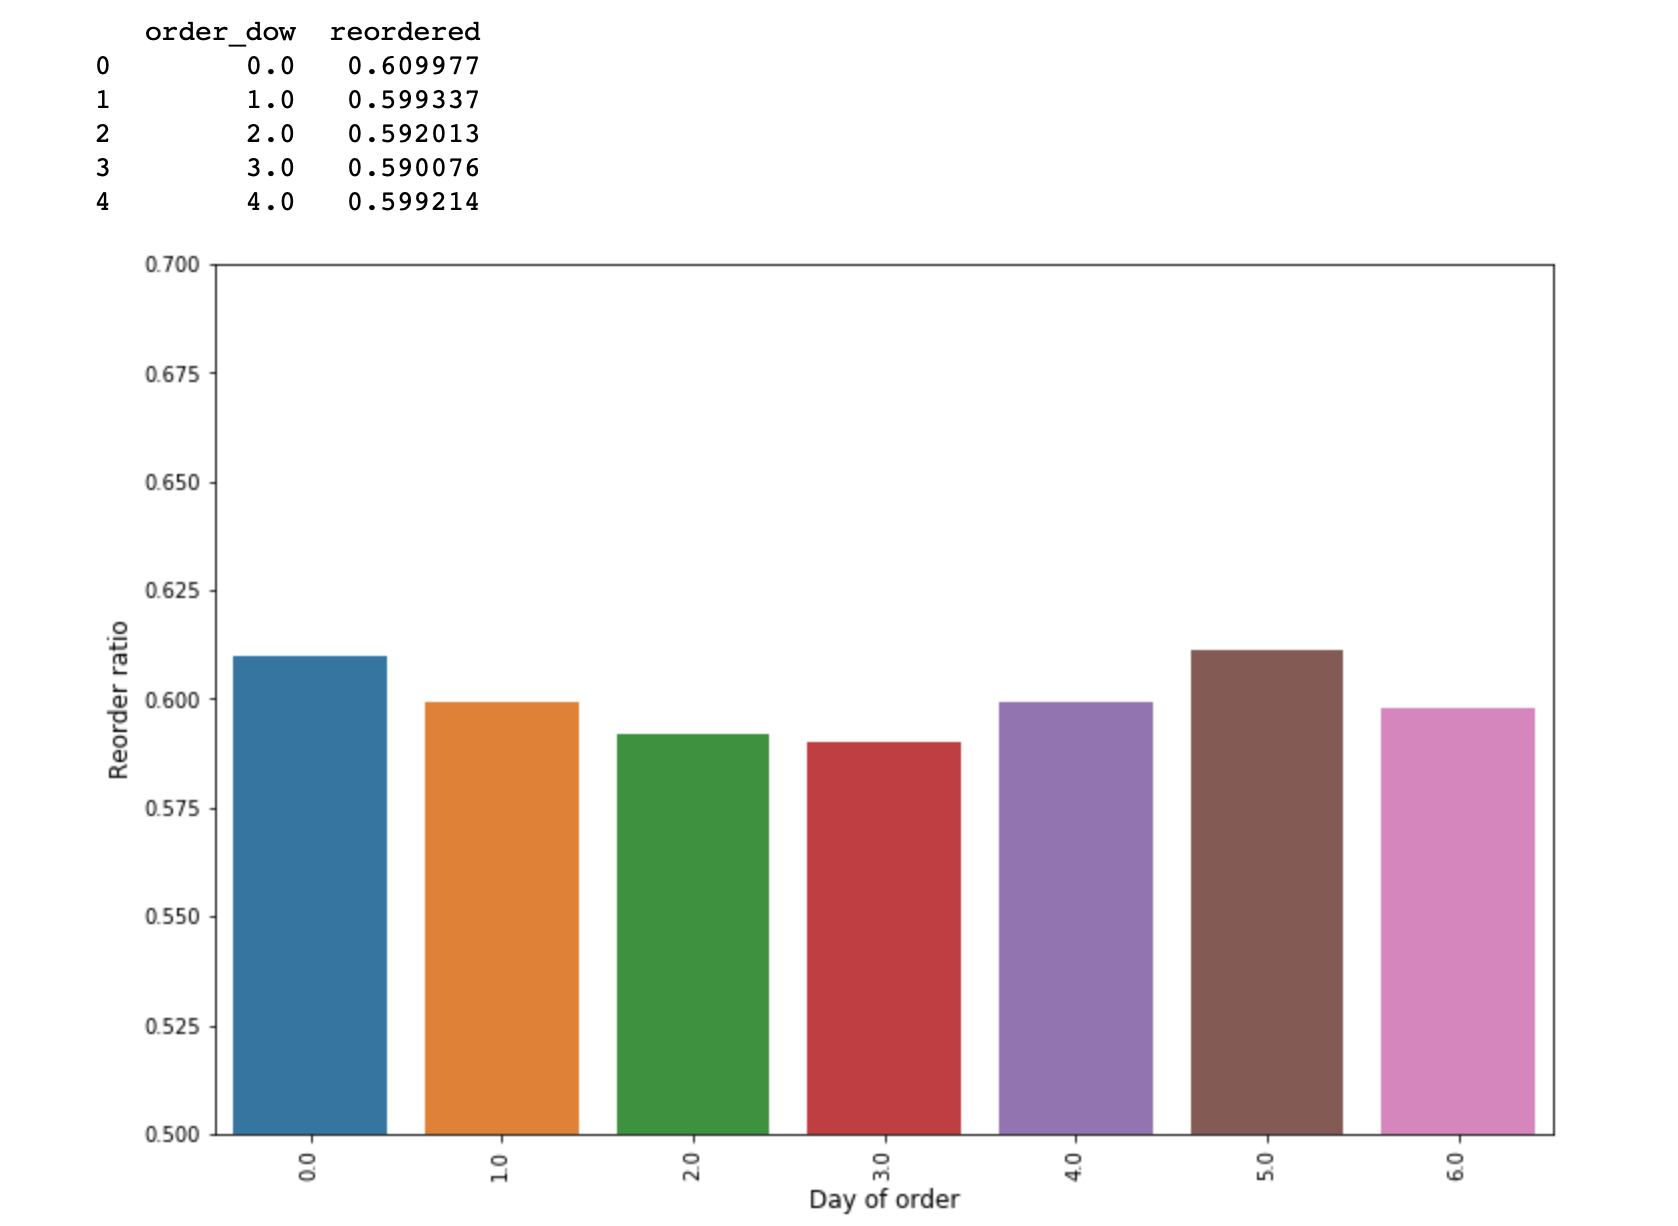 order_dow reordered
0 0.0 0.609977
1 1.0 0.599337
2 2.0 0.592013
3 3.0 0.590076
4 4.0 0.599214
0.700
0.675
0.650
0.625
0.600
0.575
0.550
0.525
0.500
Reorder ratio
0.0 1.0 2.0 3.0 4.0 5.0 6.0
Day of order